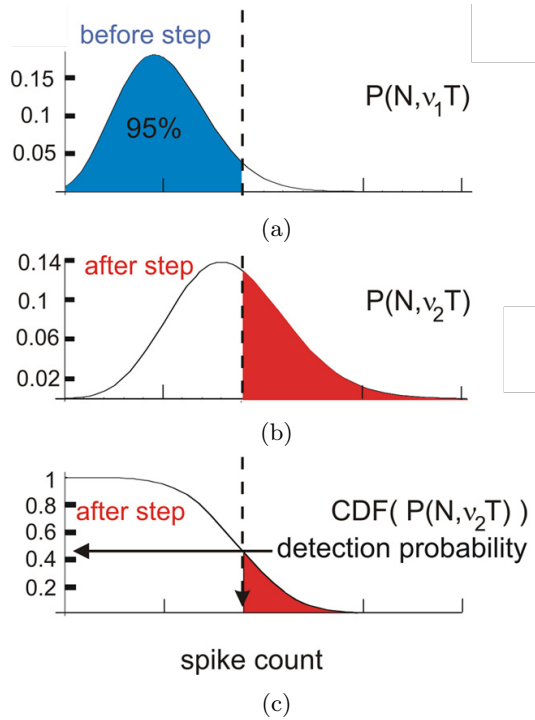 before step
0.15
0.1
0.05
95%
P(N,ν₁T)
(a)
0.14
0.1
0.06
0.02
after step
P(N,ν₂T)
(b)
1
0.8
0.6
0.4
0.2
after step
CDF( P(N,ν₂T) )
detection probability
spike count
(c)